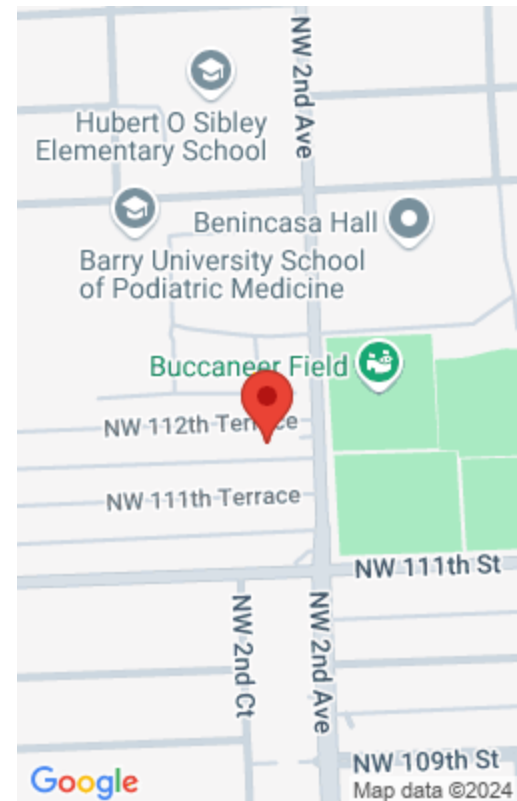 NW 2nd Ave
Hubert O Sibley
Elementary School
Benincasa Hall
Barry University School
of Podiatric Medicine
Buccaneer Field
NW 112th Terrace
NW 111th Terrace
NW 111th St
NW 2nd Ct
NW 2nd Ave
NW 109th St
Google
Map data ©2024